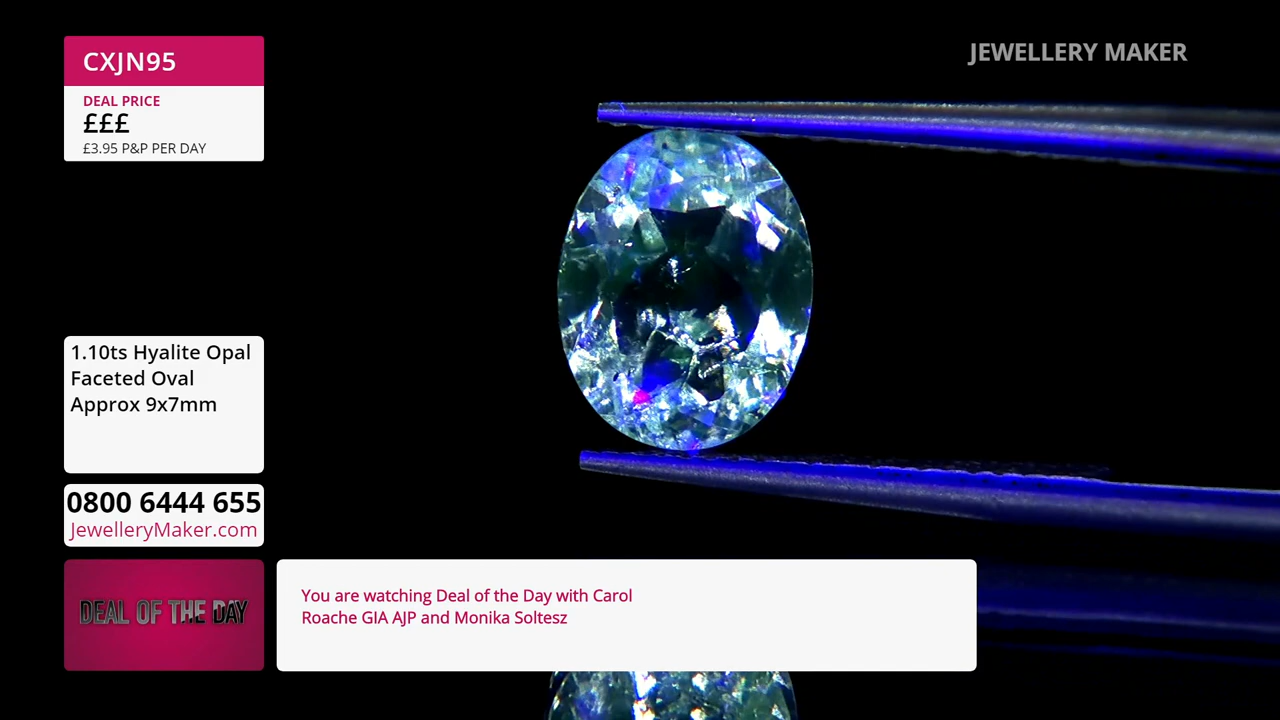 CXJN95
DEAL PRICE
£££
£3.95 P&P PER DAY
JEWELLERY MAKER
1.10ts Hyalite Opal
Faceted Oval
Approx 9x7mm
0800 6444 655
JewelleryMaker.com
DEAL OF THE DAY
You are watching Deal of the Day with Carol
Roache GIA AJP and Monika Soltesz